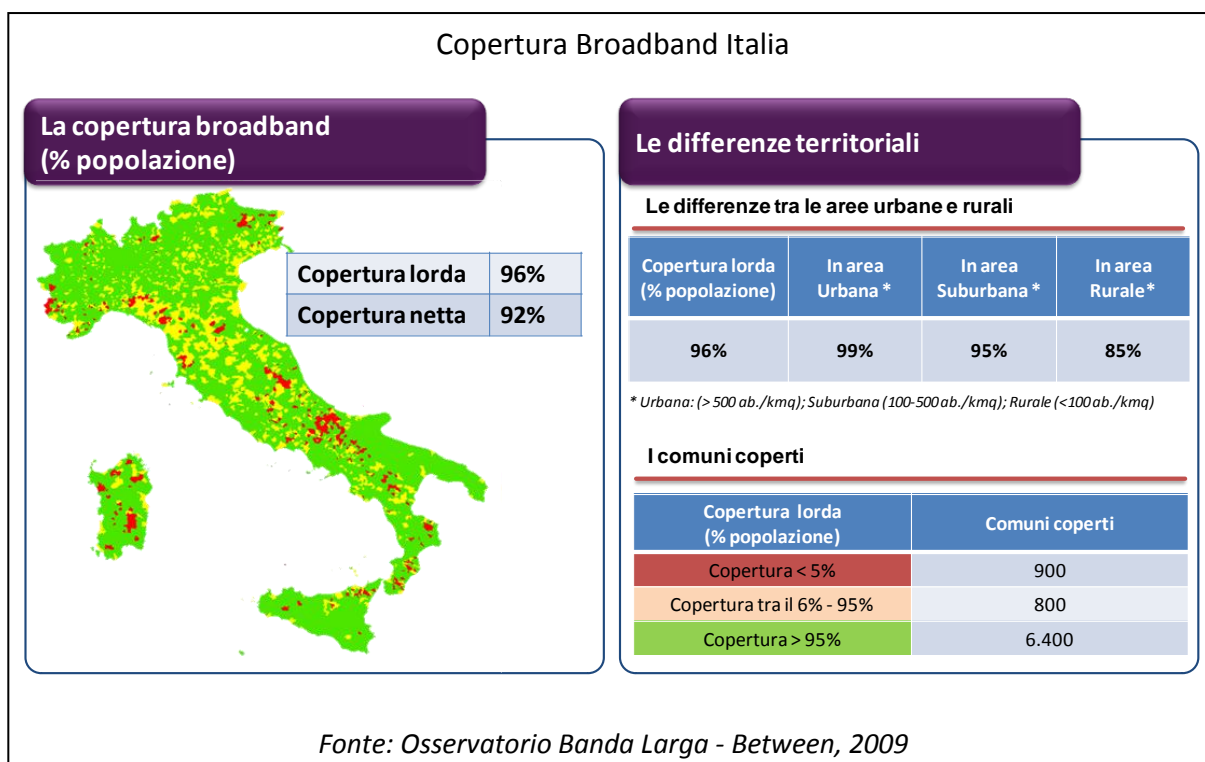 Copertura Broadband Italia
La copertura broadband
(% popolazione)
Copertura lorda 96%
Copertura netta 92%
Le differenze territoriali
Le differenze tra le aree urbane e rurali
Copertura lorda (% popolazione) In area Urbana * In area Suburbana * In area Rurale*
96% 99% 95% 85%
* Urbana: (> 500 ab./kmq); Suburbana (100-500 ab./kmq); Rurale (<100 ab./kmq)
I comuni coperti
Copertura lorda (% popolazione) Comuni coperti
Copertura < 5% 900
Copertura tra il 6% - 95% 800
Copertura > 95% 6.400
Fonte: Osservatorio Banda Larga - Between, 2009